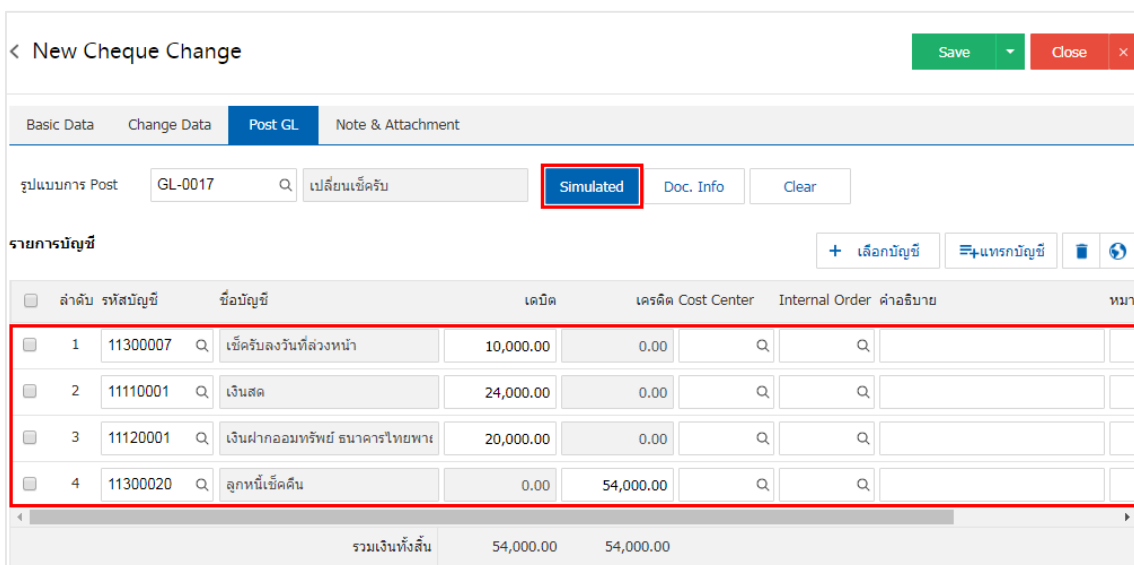 New Cheque Change
Save
Close
Basic Data Change Data Post GL Note & Attachment
รูปแบบการ Post GL-0017 เปลี่ยนเช็ครับ Simulated Doc. Info Clear
รายการบัญชี + เลือกบัญชี แทรกบัญชี
ลำดับ รหัสบัญชี ชื่อบัญชี เดบิต เครดิต Cost Center Internal Order คำอธิบาย
1 11300007 เช็ครับลงวันที่ล่วงหน้า 10,000.00 0.00
2 11110001 เงินสด 24,000.00 0.00
3 11120001 เงินฝากออมทรัพย์ ธนาคารไทยพาณ 20,000.00 0.00
4 11300020 ลูกหนี้เช็คคืน 0.00 54,000.00
รวมเงินทั้งสิ้น 54,000.00 54,000.00